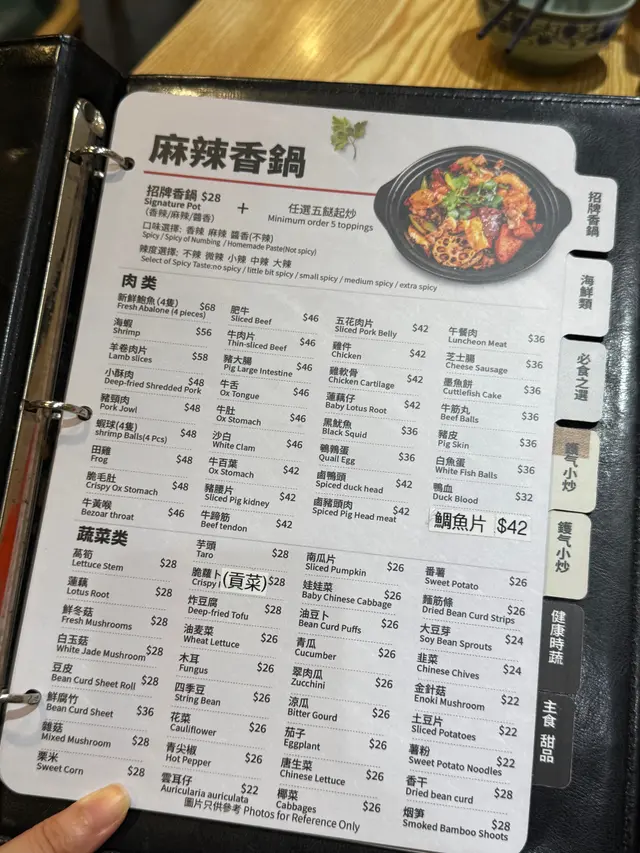 麻辣香鍋
招牌香鍋 $28
Signature Pot
(香辣/麻辣/醬香)
+
任選五餸起炒
Minimum order 5 toppings
口味選擇: 香辣 麻辣 醬香(不辣)
Spicy / Spicy of Numbing / Homemade Paste(Not spicy)
辣度選擇: 不辣 微辣 小辣 中辣 大辣
Select of Spicy Taste:no spicy / little bit spicy / small spicy / medium spicy / extra spicy
肉类
新鮮鮑魚 (4隻) $68
Fresh Abalone (4 pieces)
海蝦 $56
Shrimp
羊卷肉片 $58
Lamb slices
小酥肉 $48
Deep-fried Shredded Pork
豬頸肉 $48
Pork Jowl
蝦球(4隻) $48
shrimp Balls(4Pcs)
田雞 $48
Frog
脆毛肚 $48
Crispy Ox Stomach
牛黃喉 $46
Bezoar throat
肥牛 $46
Sliced Beef
牛肉片 $46
Thin-sliced Beef
豬大腸 $46
Pig Large Intestine
牛舌 $46
Ox Tongue
牛肚 $46
Ox Stomach
沙白 $46
White Clam
牛百葉 $42
Ox Stomach
豬腰片 $42
Sliced Pig kidney
牛蹄筋 $42
Beef tendon
五花肉片 $42
Sliced Pork Belly
雞件 $42
Chicken
雞軟骨 $42
Chicken Cartilage
蓮藕仔 $42
Baby Lotus Root
黑魷魚 $36
Black Squid
鵪鶉蛋 $36
Quail Egg
鹵鴨頭 $42
Spiced duck head
鹵豬頭肉 $42
Spiced Pig Head meat
午餐肉 $36
Luncheon Meat
芝士腸 $36
Cheese Sausage
墨魚餅 $36
Cuttlefish Cake
牛筋丸 $36
Beef Balls
豬皮 $36
Pig Skin
白魚蛋 $36
White Fish Balls
鴨血 $32
Duck Blood
鯛魚片 $42
蔬菜类
萵筍 $28
Lettuce Stem
蓮藕 $28
Lotus Root
鮮冬菇 $28
Fresh Mushrooms
白玉菇 $28
White Jade Mushroom
豆皮 $28
Bean Curd Sheet Roll
鮮腐竹 $36
Bean Curd Sheet
雜菇 $28
Mixed Mushroom
栗米 $28
Sweet Corn
芋頭 $28
Taro
脆蘿卜(貢菜) $28
Crispy
炸豆腐 $28
Deep-fried Tofu
油麦菜 $26
Wheat Lettuce
木耳 $26
Fungus
四季豆 $26
String Bean
花菜 $26
Cauliflower
青尖椒 $26
Hot Pepper
雲耳仔 $22
Auricularia auriculata
南瓜片 $26
Sliced Pumpkin
娃娃菜 $26
Baby Chinese Cabbage
油豆卜 $26
Bean Curd Puffs
青瓜 $26
Cucumber
翠肉瓜 $26
Zucchini
涼瓜 $26
Bitter Gourd
茄子 $26
Eggplant
唐生菜 $26
Chinese Lettuce
椰菜 $26
Cabbages
番薯 $26
Sweet Potato
麵筋條 $26
Dried Bean Curd Strips
大豆芽 $24
Soy Bean Sprouts
韭菜 $24
Chinese Chives
金針菇 $22
Enoki Mushroom
土豆片 $22
Sliced Potatoes
薯粉 $22
Sweet Potato Noodles
香干 $28
Dried bean curd
烟笋 $28
Smoked Bamboo Shoots
圖片只供參考 Photos for Reference Only
招牌香鍋
海鮮類
必食之選
鑊气小炒
鑊气小炒
健康時蔬
主食 甜品